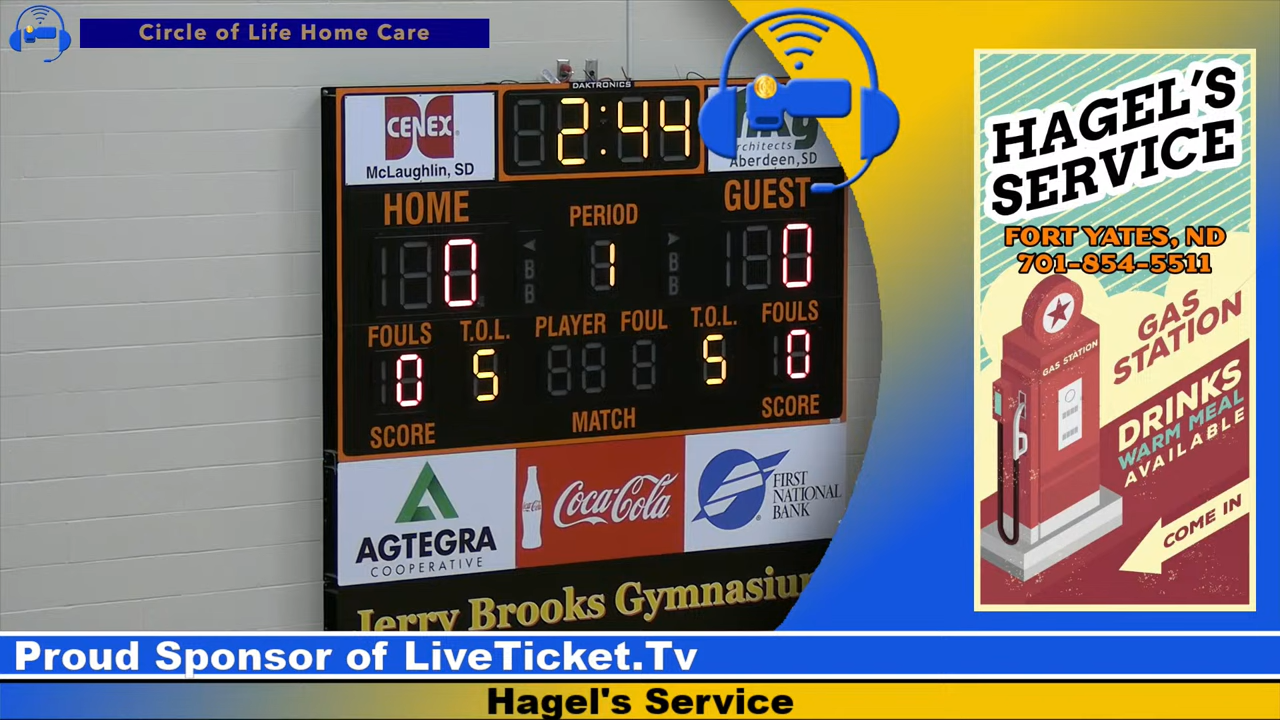 Circle of Life Home Care
DAKTRONICS
CENEX
McLaughlin, SD
2:44
rchitects
Aberdeen, SD
HOME
PERIOD
GUEST
0
1
0
B
B
B
B
FOULS
T.O.L.
PLAYER
FOUL
T.O.L.
FOULS
0
5
5
0
SCORE
MATCH
SCORE
AGTEGRA
COOPERATIVE
Coca-Cola
FIRST
NATIONAL
BANK
Jerry Brooks Gymnasiu
HAGEL'S
SERVICE
FORT YATES, ND
701-854-5511
GAS
STATION
GAS STATION
DRINKS
WARM MEAL
AVAILABLE
COME IN
Proud Sponsor of LiveTicket.Tv
Hagel's Service